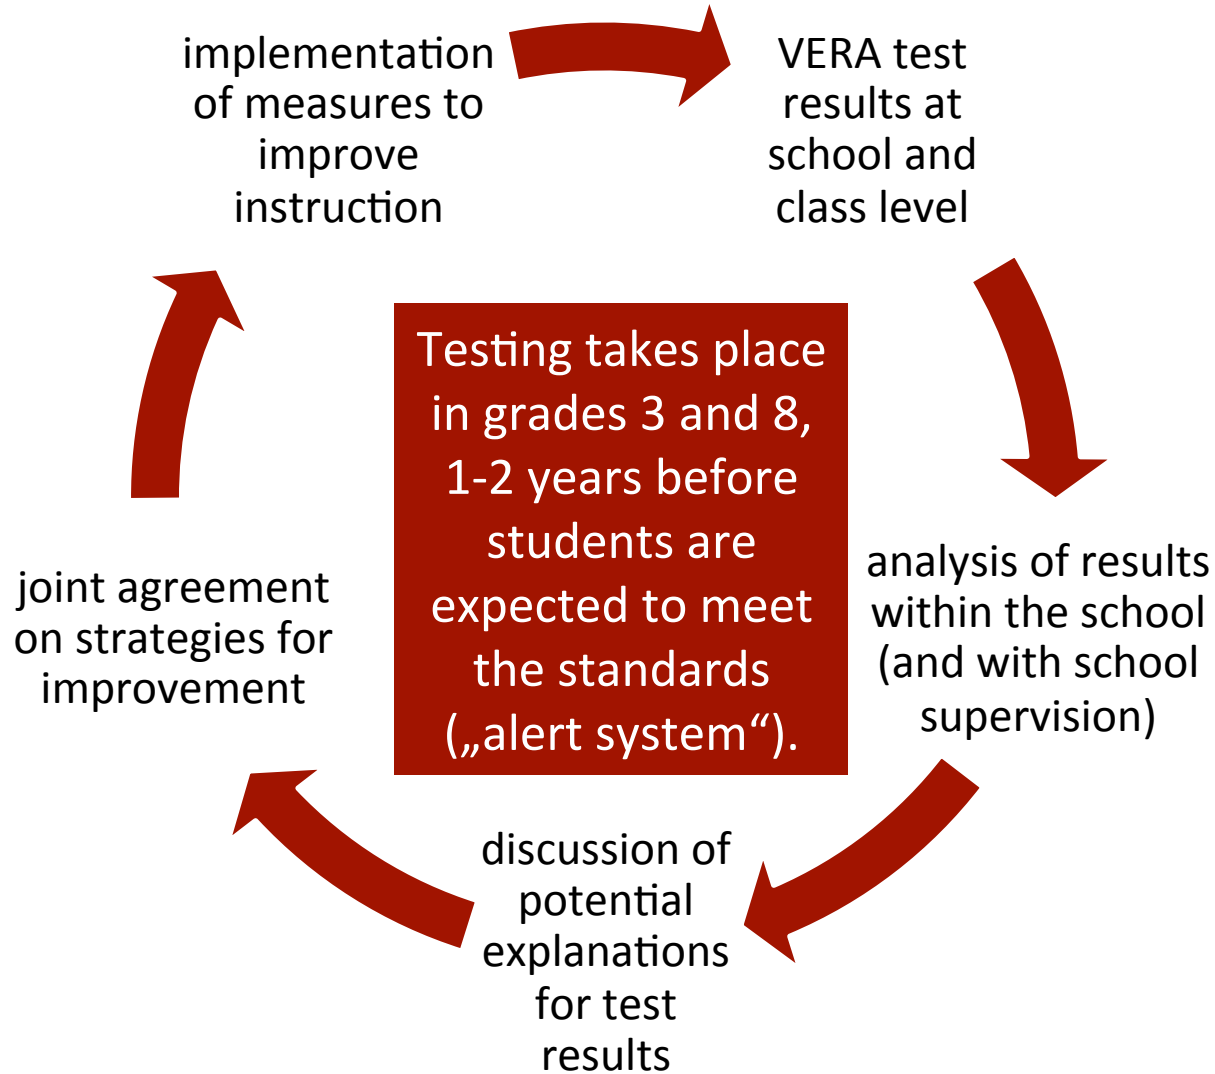 implementation
of measures to
improve
instruction
VERA test
results at
school and
class level
Testing takes place
in grades 3 and 8,
1-2 years before
students are
expected to meet
the standards
(„alert system“).
analysis of results
within the school
(and with school
supervision)
discussion of
potential
explanations
for test
results
joint agreement
on strategies for
improvement